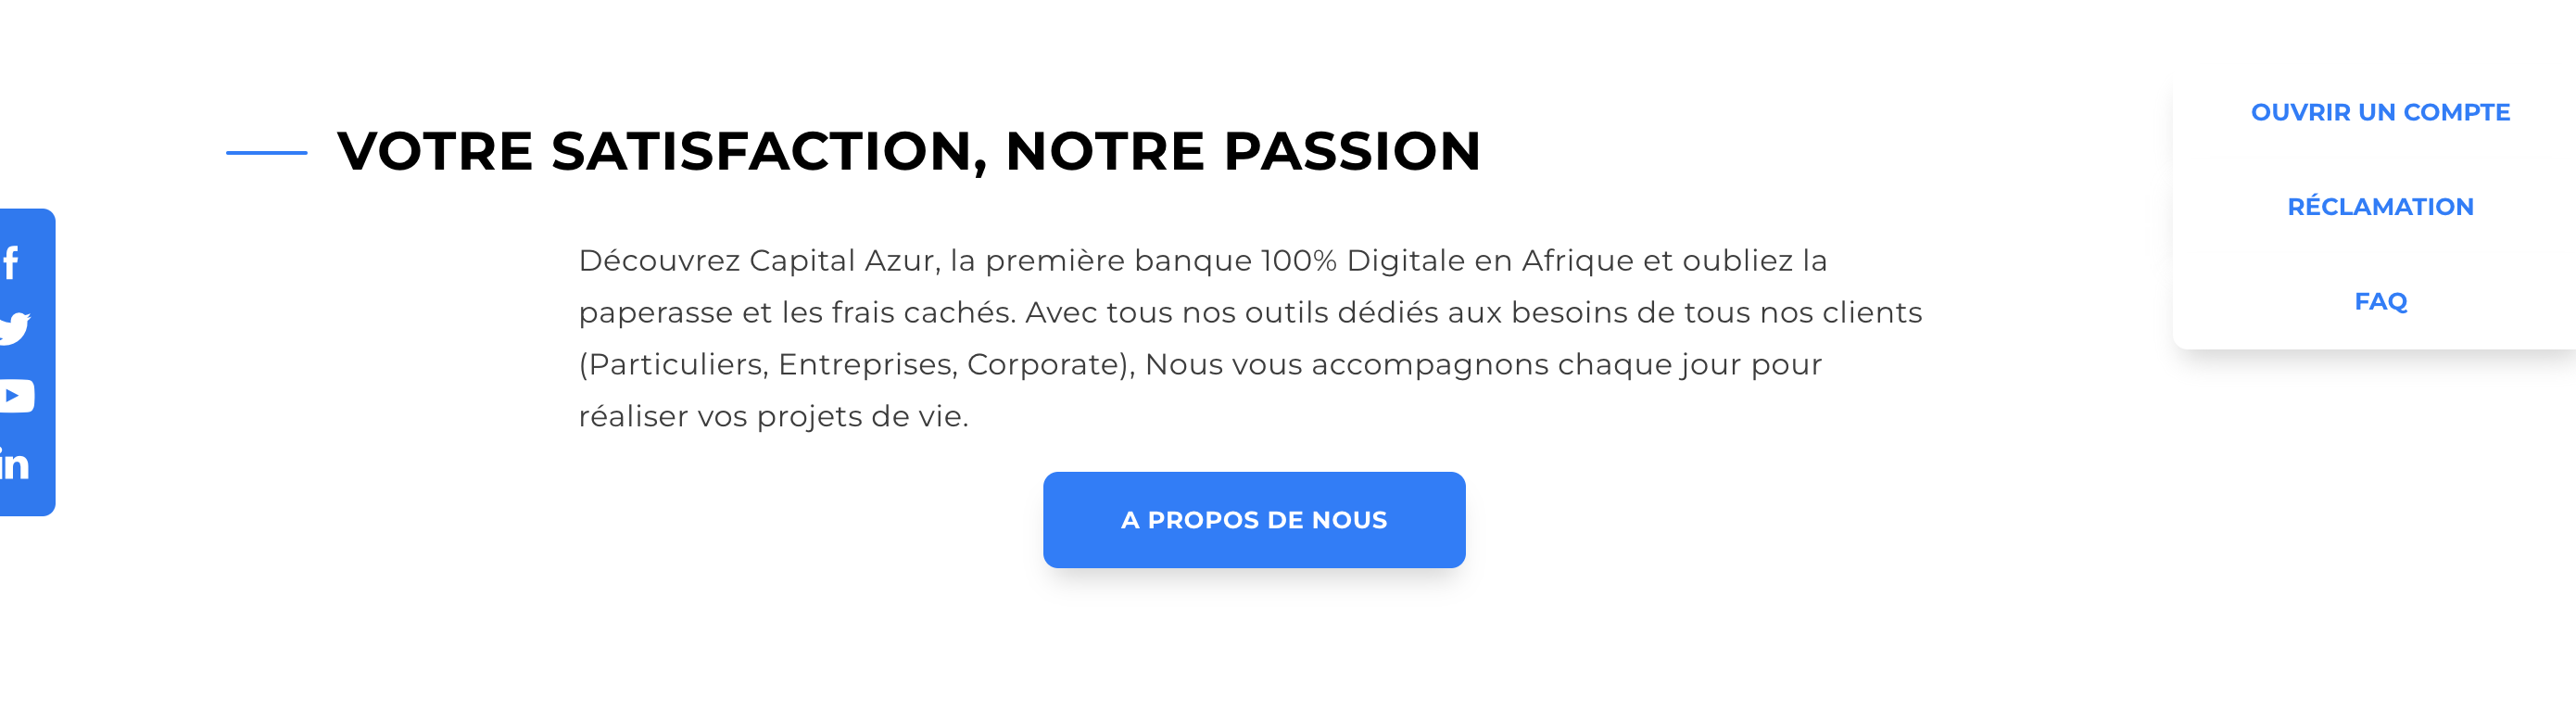 VOTRE SATISFACTION, NOTRE PASSION
Découvrez Capital Azur, la première banque 100% Digitale en Afrique et oubliez la
paperasse et les frais cachés. Avec tous nos outils dédiés aux besoins de tous nos clients
(Particuliers, Entreprises, Corporate), Nous vous accompagnons chaque jour pour
réaliser vos projets de vie.
A PROPOS DE NOUS
OUVRIR UN COMPTE
RÉCLAMATION
FAQ